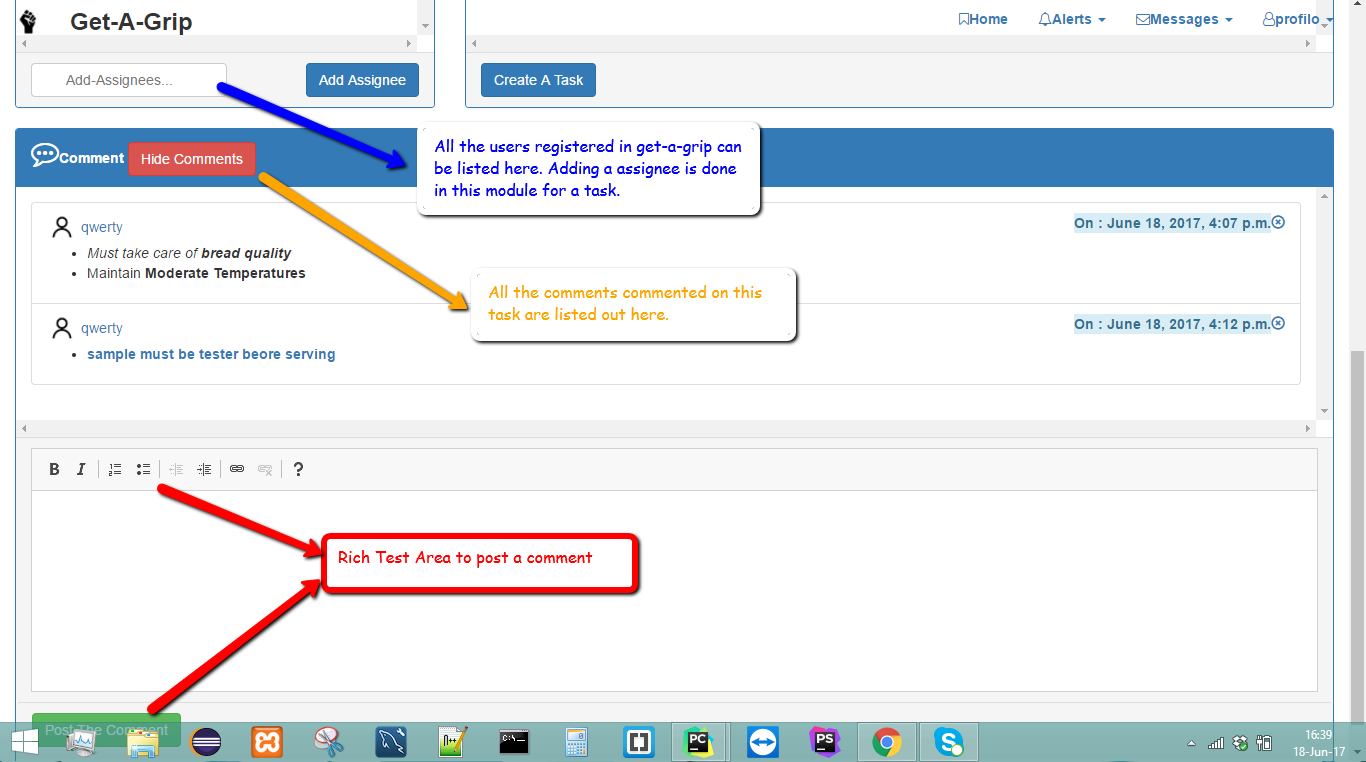 Get-A-Grip
Home
Alerts
Messages
profilo
Add-Assignees...
Add Assignee
Create A Task
All the users registered in get-a-grip can
be listed here. Adding a assignee is done
in this module for a task.
Comment
Hide Comments
qwerty
On : June 18, 2017, 4:07 p.m.
Must take care of bread quality
Maintain Moderate Temperatures
All the comments commented on this
task are listed out here.
qwerty
On : June 18, 2017, 4:12 p.m.
sample must be tester beore serving
B I ?
Rich Test Area to post a comment
Post The Comment
C:\_
PC
PS
16:39
18-Jun-17